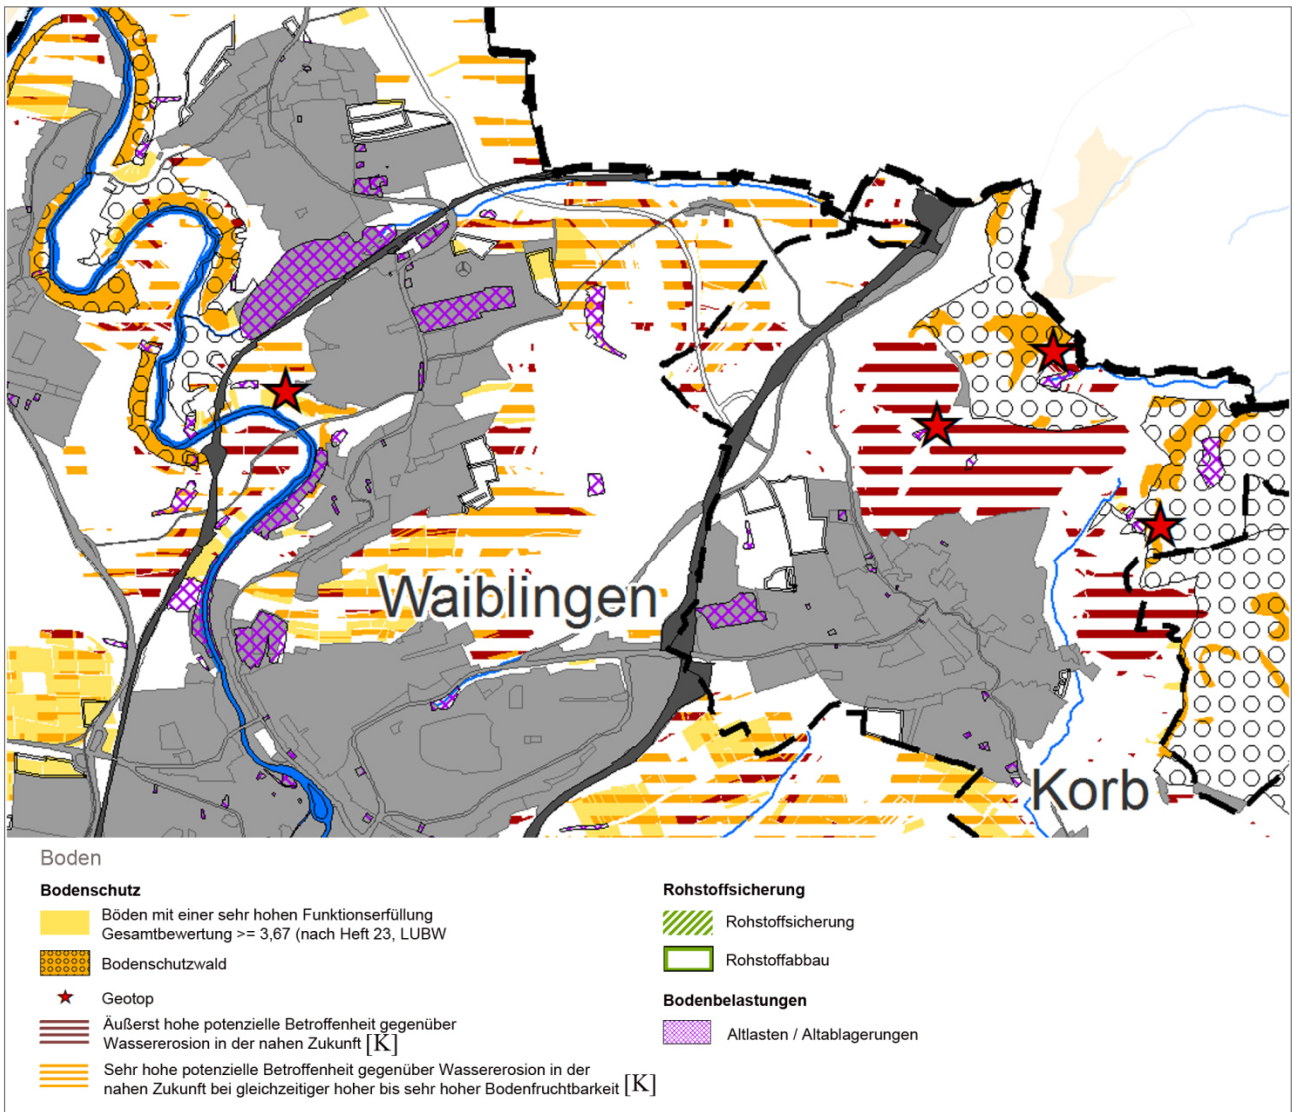 Waiblingen
Korb
Boden
Bodenschutz
Böden mit einer sehr hohen Funktionserfüllung
Gesamtbewertung >= 3,67 (nach Heft 23, LUBW
Bodenschutzwald
Geotop
Äußerst hohe potenzielle Betroffenheit gegenüber
Wassererosion in der nahen Zukunft [K]
Sehr hohe potenzielle Betroffenheit gegenüber Wassererosion in der
nahen Zukunft bei gleichzeitiger hoher bis sehr hoher Bodenfruchtbarkeit [K]
Rohstoffsicherung
Rohstoffsicherung
Rohstoffabbau
Bodenbelastungen
Altlasten / Altablagerungen